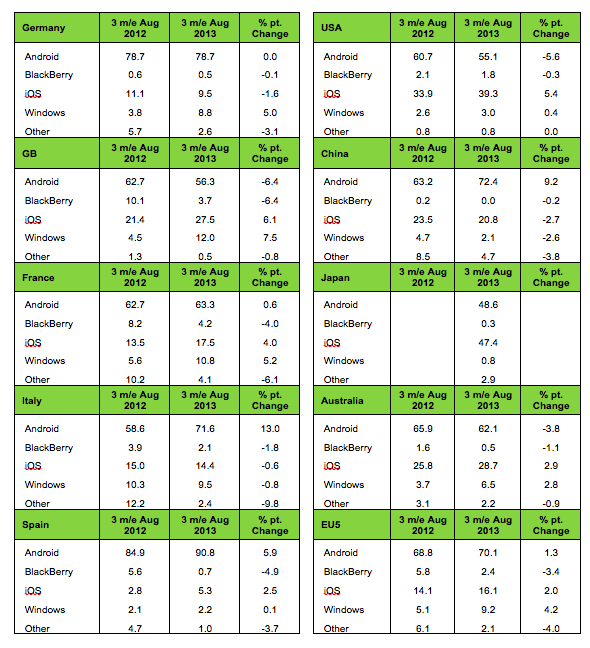 Germany 3 m/e Aug 2012 3 m/e Aug 2013 % pt. Change
Android 78.7 78.7 0.0
BlackBerry 0.6 0.5 -0.1
iOS 11.1 9.5 -1.6
Windows 3.8 8.8 5.0
Other 5.7 2.6 -3.1
GB 3 m/e Aug 2012 3 m/e Aug 2013 % pt. Change
Android 62.7 56.3 -6.4
BlackBerry 10.1 3.7 -6.4
iOS 21.4 27.5 6.1
Windows 4.5 12.0 7.5
Other 1.3 0.5 -0.8
France 3 m/e Aug 2012 3 m/e Aug 2013 % pt. Change
Android 62.7 63.3 0.6
BlackBerry 8.2 4.2 -4.0
iOS 13.5 17.5 4.0
Windows 5.6 10.8 5.2
Other 10.2 4.1 -6.1
Italy 3 m/e Aug 2012 3 m/e Aug 2013 % pt. Change
Android 58.6 71.6 13.0
BlackBerry 3.9 2.1 -1.8
iOS 15.0 14.4 -0.6
Windows 10.3 9.5 -0.8
Other 12.2 2.4 -9.8
Spain 3 m/e Aug 2012 3 m/e Aug 2013 % pt. Change
Android 84.9 90.8 5.9
BlackBerry 5.6 0.7 -4.9
iOS 2.8 5.3 2.5
Windows 2.1 2.2 0.1
Other 4.7 1.0 -3.7
USA 3 m/e Aug 2012 3 m/e Aug 2013 % pt. Change
Android 60.7 55.1 -5.6
BlackBerry 2.1 1.8 -0.3
iOS 33.9 39.3 5.4
Windows 2.6 3.0 0.4
Other 0.8 0.8 0.0
China 3 m/e Aug 2012 3 m/e Aug 2013 % pt. Change
Android 63.2 72.4 9.2
BlackBerry 0.2 0.0 -0.2
iOS 23.5 20.8 -2.7
Windows 4.7 2.1 -2.6
Other 8.5 4.7 -3.8
Japan 3 m/e Aug 2012 3 m/e Aug 2013 % pt. Change
Android 48.6
BlackBerry 0.3
iOS 47.4
Windows 0.8
Other 2.9
Australia 3 m/e Aug 2012 3 m/e Aug 2013 % pt. Change
Android 65.9 62.1 -3.8
BlackBerry 1.6 0.5 -1.1
iOS 25.8 28.7 2.9
Windows 3.7 6.5 2.8
Other 3.1 2.2 -0.9
EU5 3 m/e Aug 2012 3 m/e Aug 2013 % pt. Change
Android 68.8 70.1 1.3
BlackBerry 5.8 2.4 -3.4
iOS 14.1 16.1 2.0
Windows 5.1 9.2 4.2
Other 6.1 2.1 -4.0